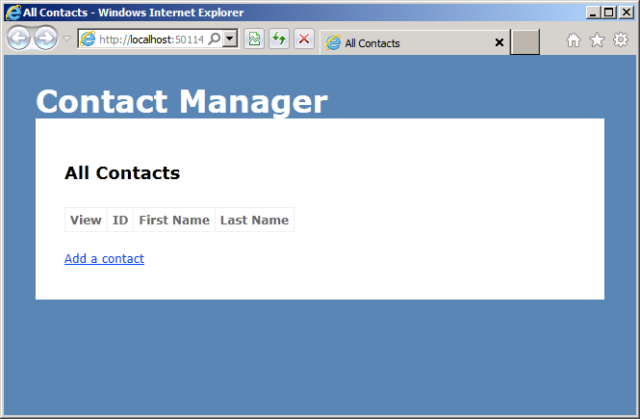 All Contacts - Windows Internet Explorer
http://localhost:50114
All Contacts
Contact Manager
All Contacts
View ID First Name Last Name
Add a contact